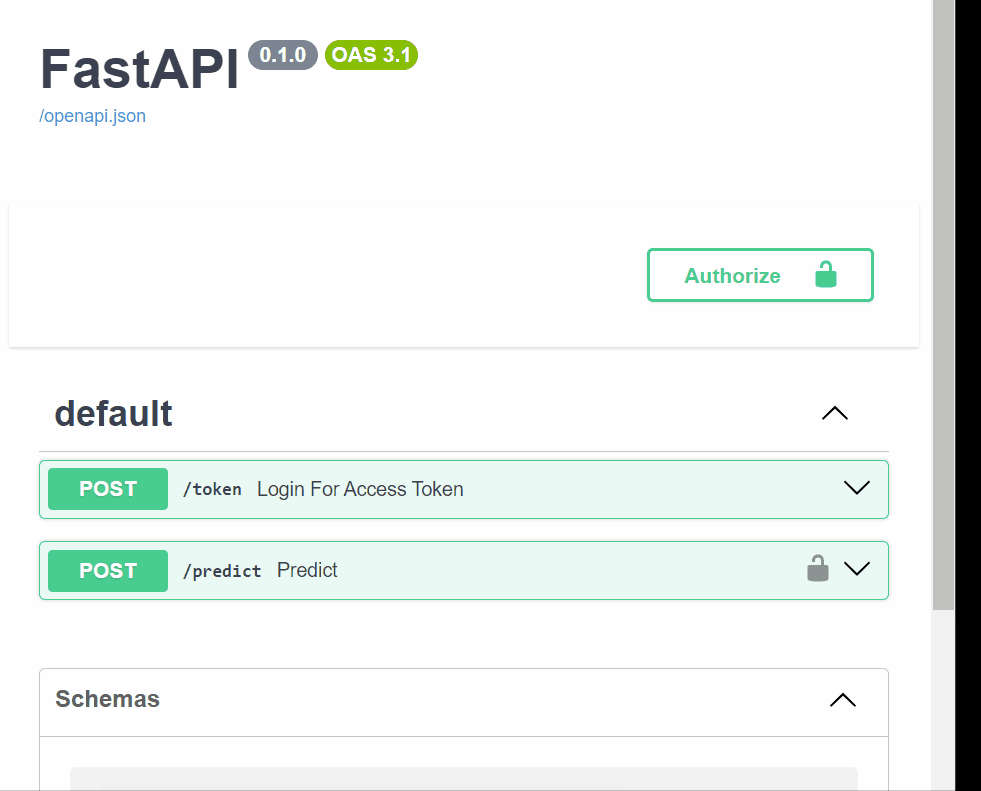 FastAPI 0.1.0 OAS 3.1
/openapi.json
Authorize
default
POST /token Login For Access Token
POST /predict Predict
Schemas